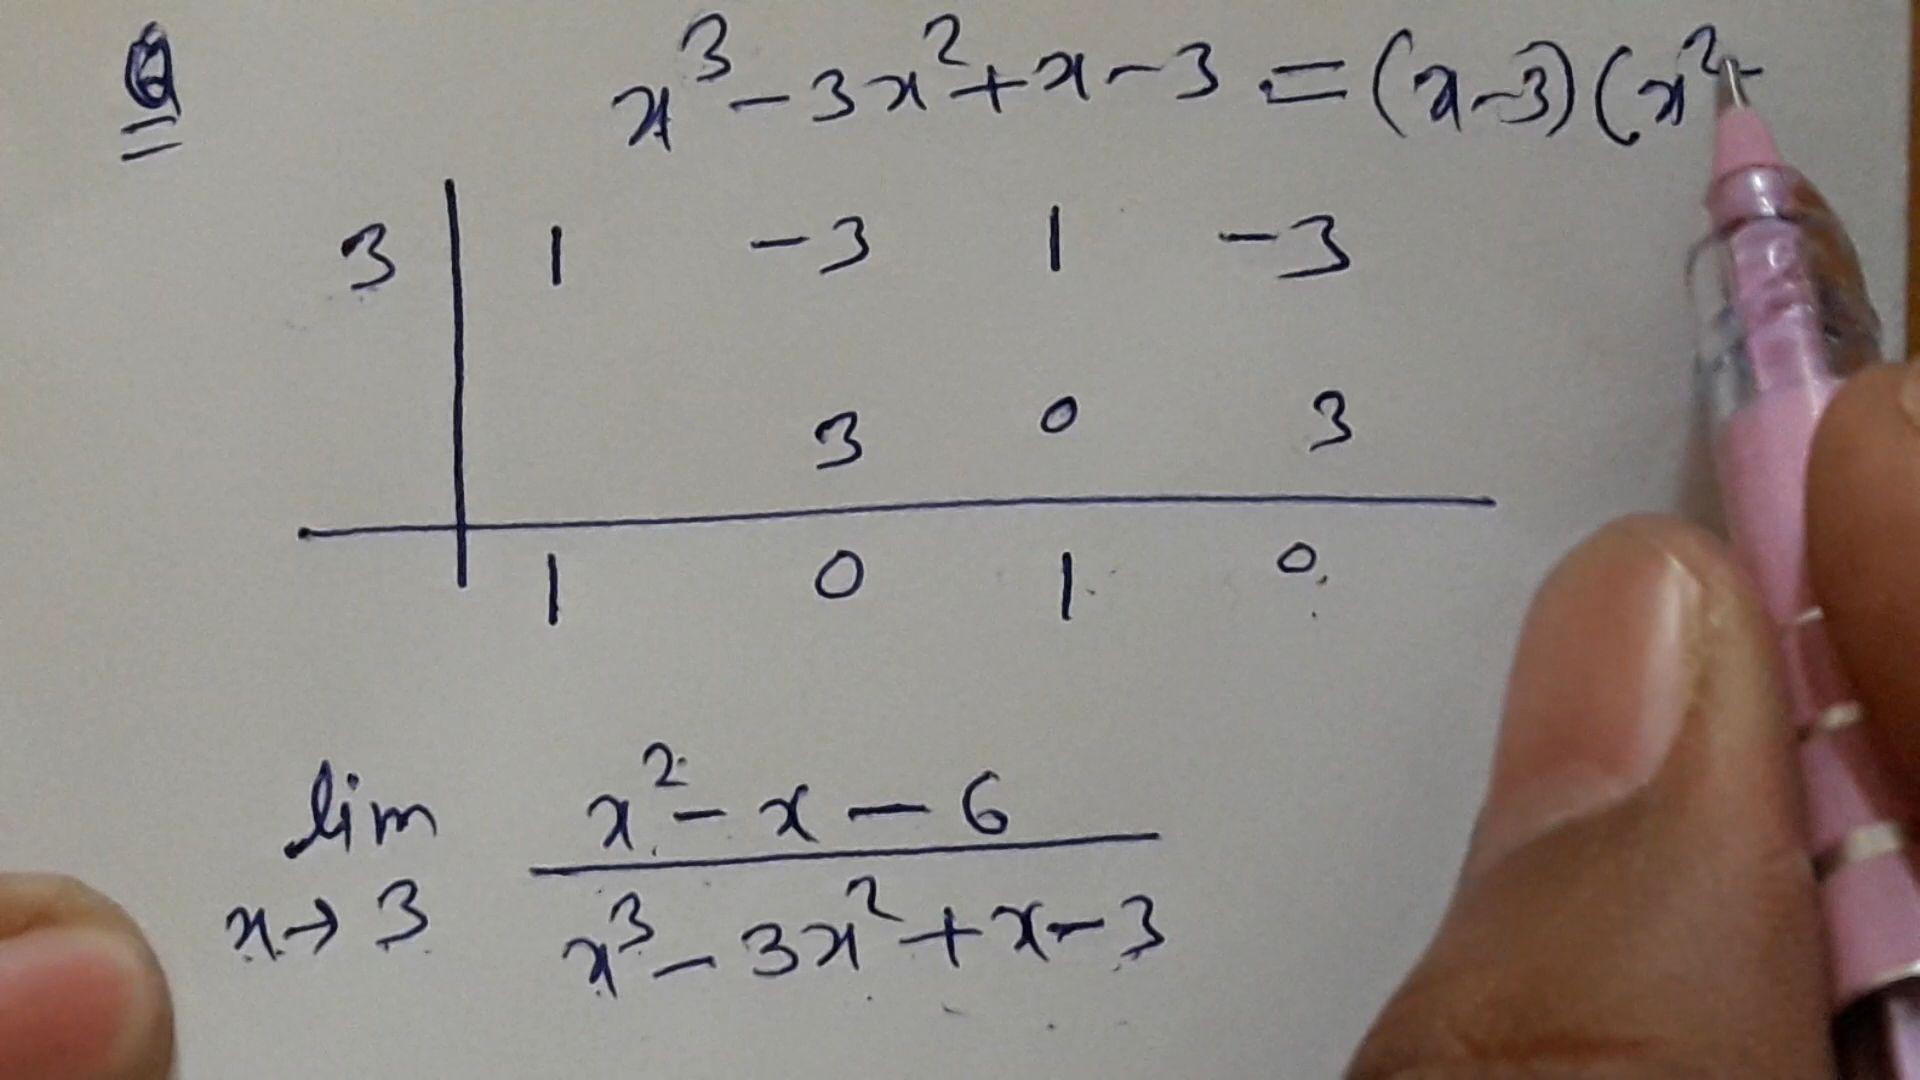 Q x³ - 3x² + x - 3 = (x-3)(x²+
3 | 1 -3 1 -3
3 0 3
1 0 1 0
lim x² - x - 6
x→3 x³ - 3x² + x - 3